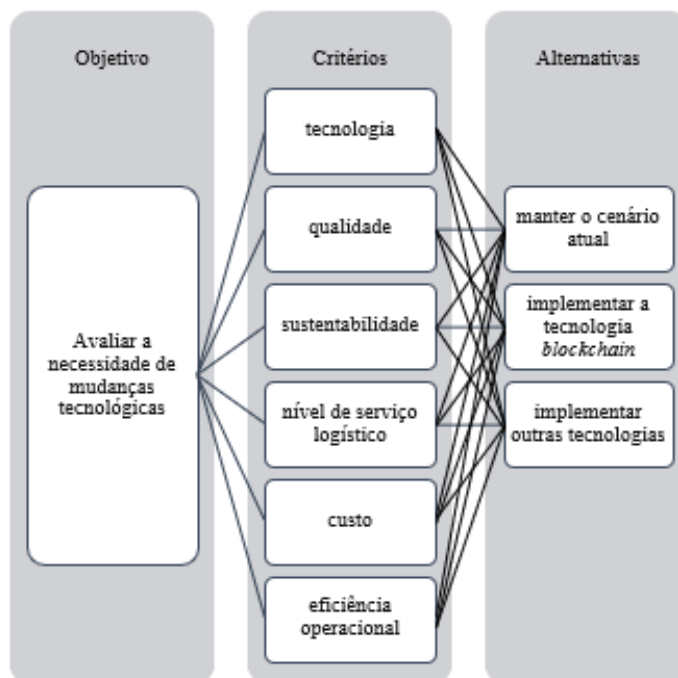 Objetivo
Critérios
Alternativas
Avaliar a
necessidade de
mudanças
tecnológicas
tecnologia
qualidade
sustentabilidade
nível de serviço
logístico
custo
eficiência
operacional
manter o cenário
atual
implementar a
tecnologia
blockchain
implementar
outras tecnologias